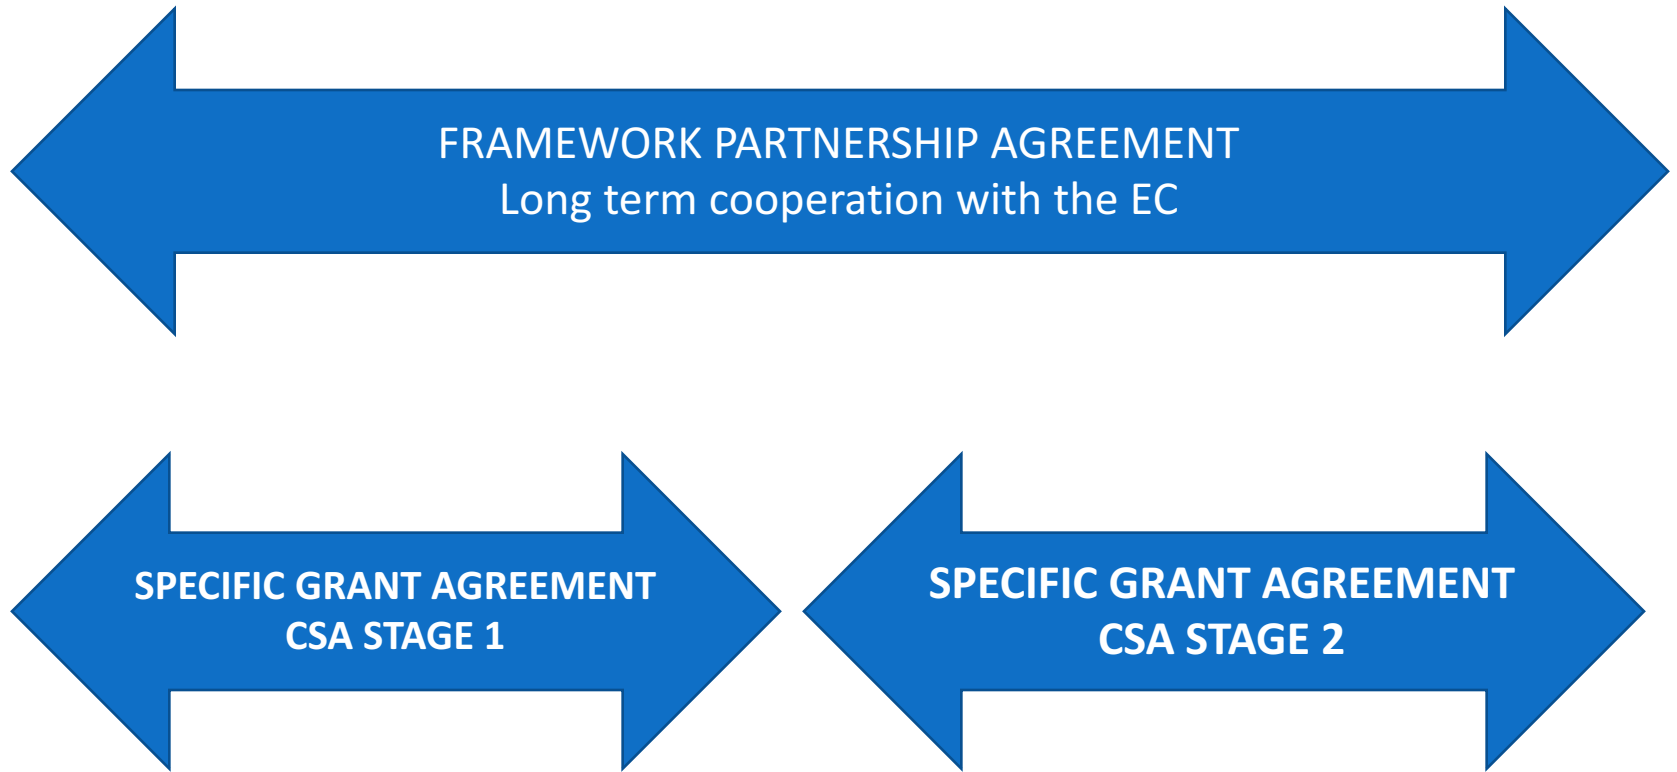 FRAMEWORK PARTNERSHIP AGREEMENT
Long term cooperation with the EC
SPECIFIC GRANT AGREEMENT
CSA STAGE 1
SPECIFIC GRANT AGREEMENT
CSA STAGE 2